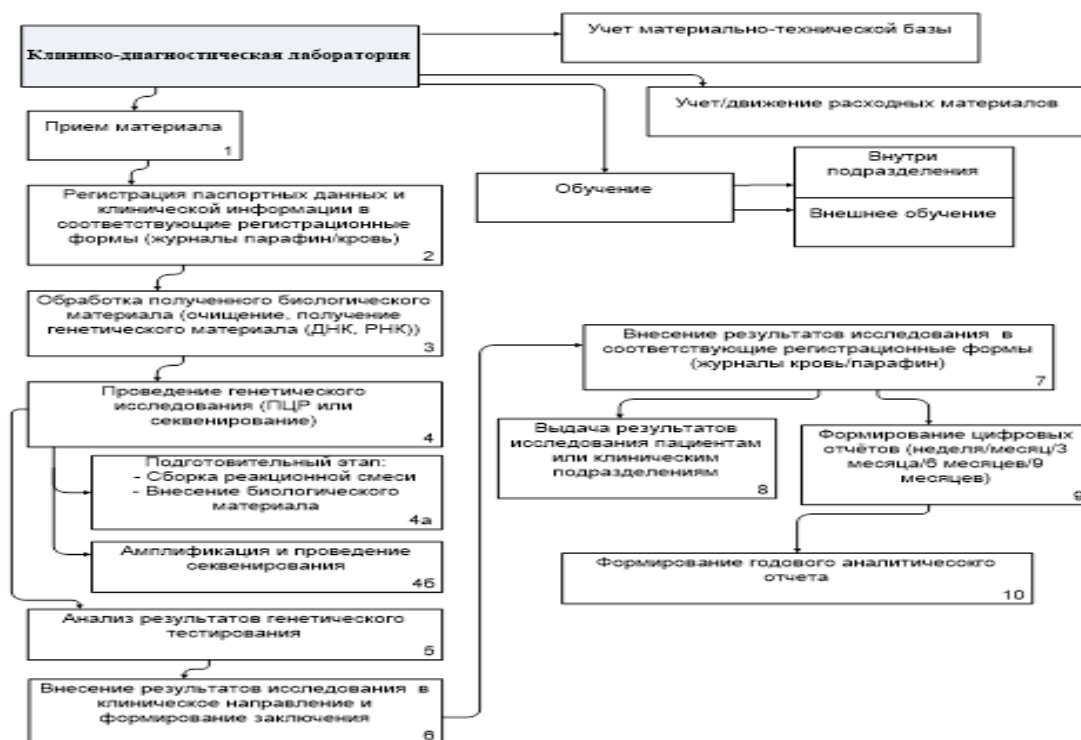 Клинико-диагностическая лаборатория
Учет материально-технической базы
Учет/движение расходных материалов
Прием материала
1
Обучение
Внутри
подразделения
Внешнее обучение
Регистрация паспортных данных и
клинической информации в
соответствующие регистрационные
формы (журналы парафин/кровь)
2
Обработка полученного биологического
материала (очищение, получение
генетического материала (ДНК, РНК))
3
Проведение генетического
исследования (ПЦР или
секвенирование)
4
Подготовительный этап:
- Сборка реакционной смеси
- Внесение биологического
материала
4а
Амплификация и проведение
секвенирования
4б
Анализ результатов генетического
тестирования
5
Внесение результатов исследования в
клиническое направление и
формирование заключения
6
Внесение результатов исследования в
соответствующие регистрационные формы
(журналы кровь/парафин)
7
Выдача результатов
исследования пациентам
или клиническим
подразделениям
8
Формирование цифровых
отчётов (неделя/месяц/3
месяца/6 месяцев/9
месяцев)
9
Формирование годового аналитическокго
отчета
10